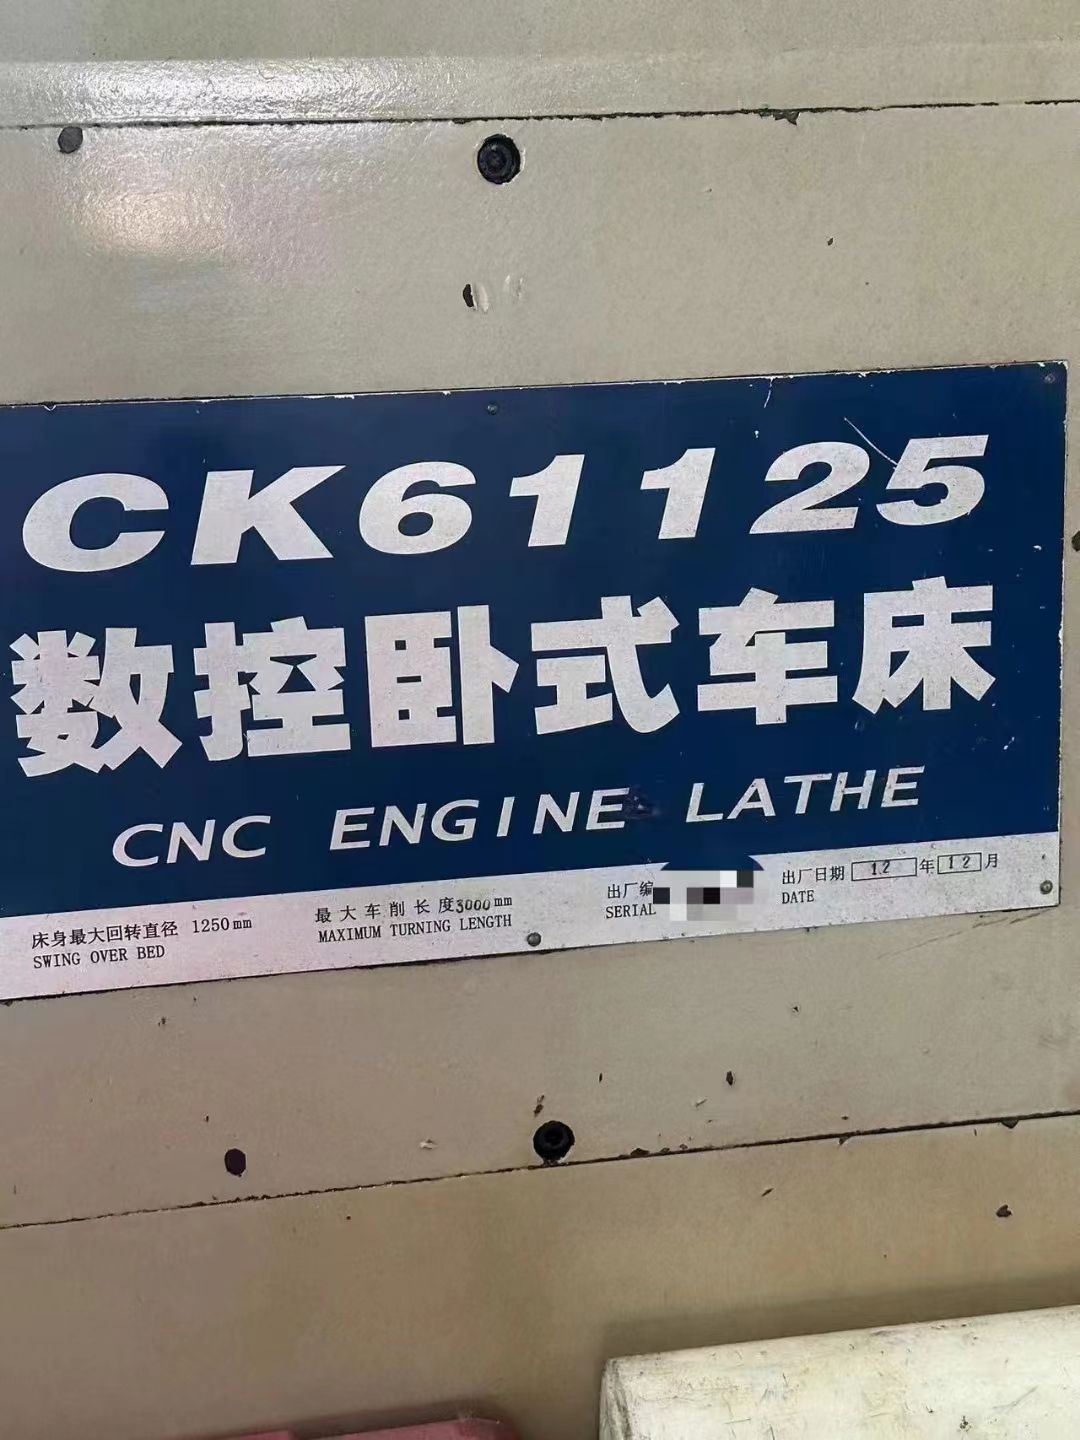 CK61125
数控卧式车床
CNC ENGINE LATHE
床身最大回转直径 1250mm
SWING OVER BED
最大车削长度3000mm
MAXIMUM TURNING LENGTH
出厂编
SERIAL
出厂日期 12 年 12 月
DATE